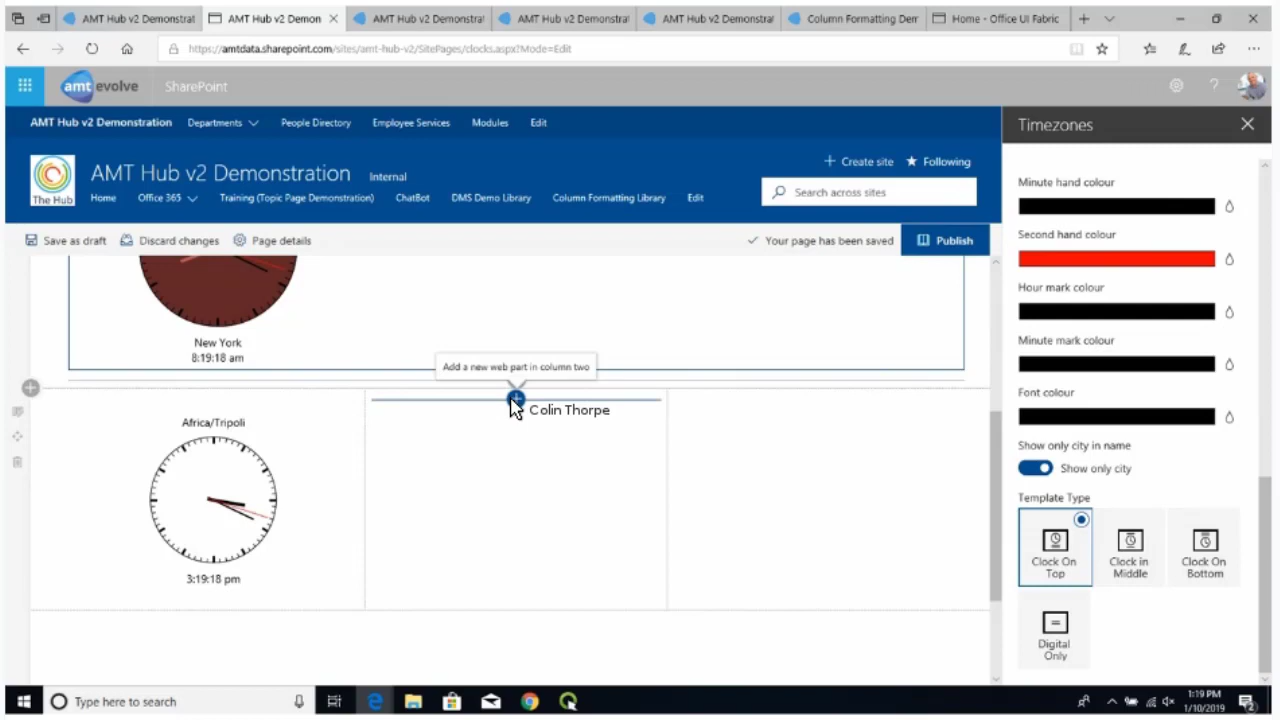 AMT Hub v2 Demonstrat
AMT Hub v2 Demon
AMT Hub v2 Demonstrat
AMT Hub v2 Demonstrat
AMT Hub v2 Demonstrat
Column Formatting Dem
Home - Office UI Fabric
https://amtdata.sharepoint.com/sites/amt-hub-v2/SitePages/clocks.aspx?Mode=Edit
amt evolve
SharePoint
AMT Hub v2 Demonstration
Departments
People Directory
Employee Services
Modules
Edit
Timezones
The Hub
AMT Hub v2 Demonstration
Internal
Create site
Following
Home
Office 365
Training (Topic Page Demonstration)
ChatBot
DMS Demo Library
Column Formatting Library
Edit
Search across sites
Save as draft
Discard changes
Page details
Your page has been saved
Publish
New York
8:19:18 am
Add a new web part in column two
Colin Thorpe
Africa/Tripoli
3:19:18 pm
Minute hand colour
Second hand colour
Hour mark colour
Minute mark colour
Font colour
Show only city in name
Show only city
Template Type
Clock On
Top
Clock in
Middle
Clock On
Bottom
Digital
Only
Type here to search
1:19 PM
1/10/2019
2